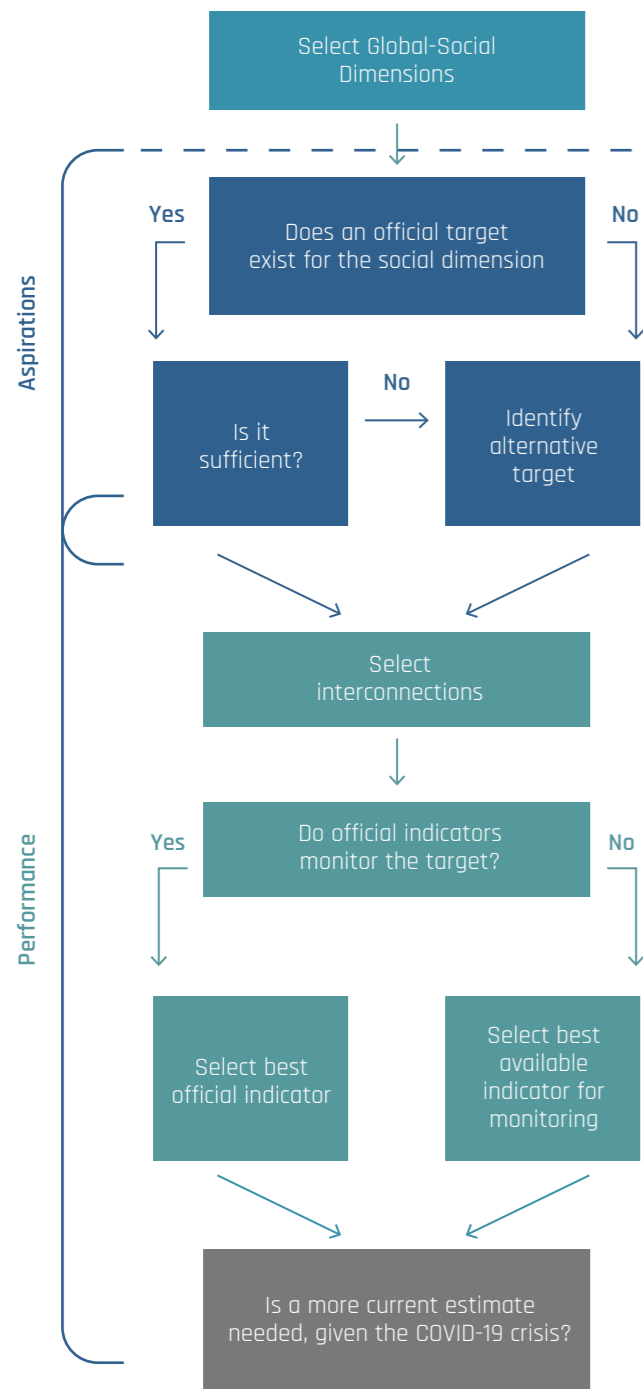 Select Global-Social
Dimensions
Yes
No
Does an official target
exist for the social dimension
Aspirations
Is it
sufficient?
No
Identify
alternative
target
Select
interconnections
Performance
Yes
No
Do official indicators
monitor the target?
Select best
official indicator
Select best
available
indicator for
monitoring
Is a more current estimate
needed, given the COVID-19 crisis?